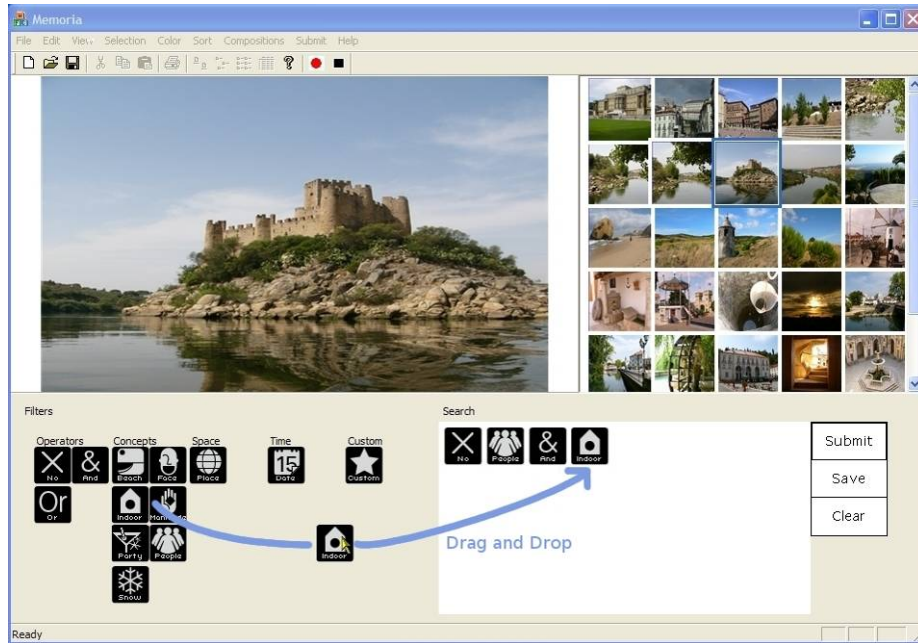 Memoria
File Edit View Selection Color Sort Compositions Submit Help
Filters
Search
Operators Concepts Space Time Custom
No And Beach Face Place 15 Date Custom
No People And Indoor
Submit
Save
Clear
Or Or Indoor Manmade
Indoor
Drag and Drop
Party People
Snow
Ready